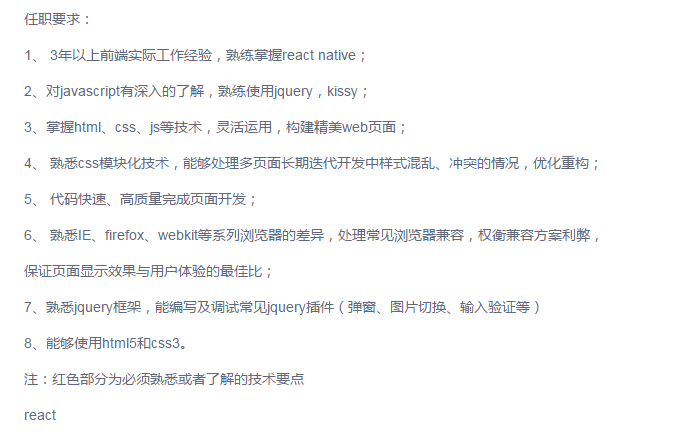 任职要求：
1、 3年以上前端实际工作经验，熟练掌握react native；
2、对javascript有深入的了解，熟练使用jquery，kissy；
3、掌握html、css、js等技术，灵活运用，构建精美web页面；
4、 熟悉css模块化技术，能够处理多页面长期迭代开发中样式混乱、冲突的情况，优化重构；
5、 代码快速、高质量完成页面开发；
6、 熟悉IE、firefox、webkit等系列浏览器的差异，处理常见浏览器兼容，权衡兼容方案利弊，
保证页面显示效果与用户体验的最佳比；
7、熟悉jquery框架，能编写及调试常见jquery插件（弹窗、图片切换、输入验证等）
8、能够使用html5和css3。
注：红色部分为必须熟悉或者了解的技术要点
react